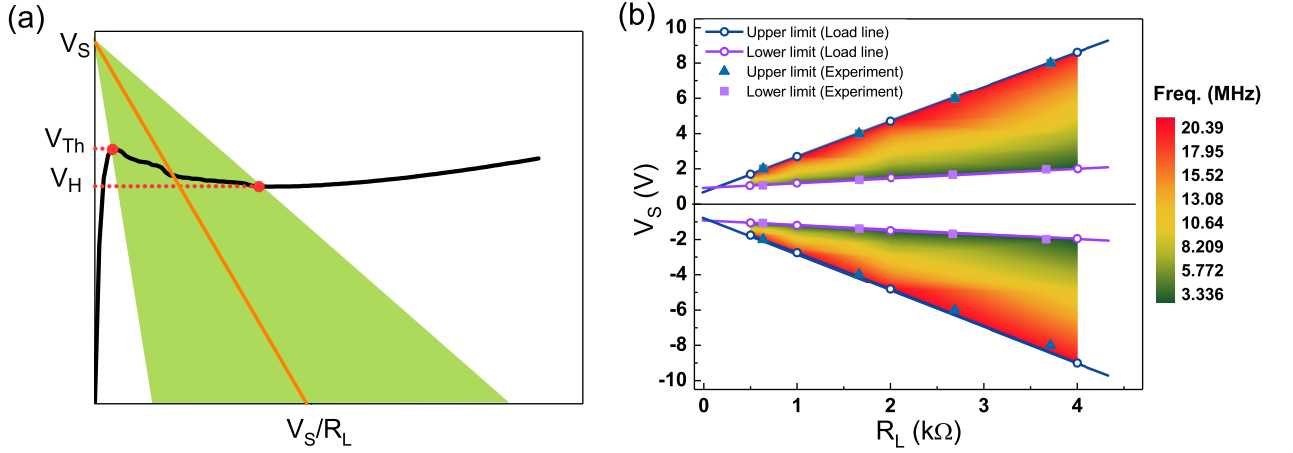 (a)
V_S
V_Th
V_H
V_S/R_L
(b)
V_S (V)
10
8
6
4
2
0
-2
-4
-6
-8
-10
Upper limit (Load line)
Lower limit (Load line)
Upper limit (Experiment)
Lower limit (Experiment)
0 1 2 3 4
R_L (kΩ)
Freq. (MHz)
20.39
17.95
15.52
13.08
10.64
8.209
5.772
3.336